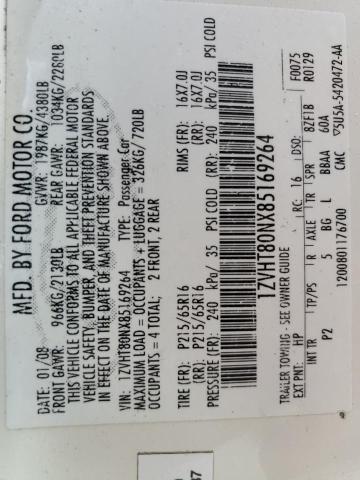 MFD. BY FORD MOTOR CO.
DATE: 01/08 GVWR: 1987KG/4380LB
FRONT GAWR: 966KG/2130LB REAR GAWR: 1034KG/2280LB
THIS VEHICLE CONFORMS TO ALL APPLICABLE FEDERAL MOTOR
VEHICLE SAFETY, BUMPER, AND THEFT PREVENTION STANDARDS
IN EFFECT ON THE DATE OF MANUFACTURE SHOWN ABOVE.
VIN: 1ZVHT80NX85169264 TYPE: Passenger Car
MAXIMUM LOAD = OCCUPANTS + LUGGAGE = 326KG/720LB
OCCUPANTS = 4 TOTAL; 2 FRONT, 2 REAR
TIRE (FR): P215/65R16 RIMS (FR): 16X7.0J
(RR): P215/65R16 (RR): 16X7.0J
PRESSURE (FR): 240 kPa/ 35 PSI COLD (RR): 240 kPa/ 35 PSI COLD
1ZVHT80NX85169264
TRAILER TOWING - SEE OWNER GUIDE F0075
EXT PNT: HP RC: 16 DSO: R0129
INT TR TP/PS R AXLE TR SPR BZF1B
P2 5 BG L BBAA 60A
1200801176700 CMC 5U5A-5420472-AA